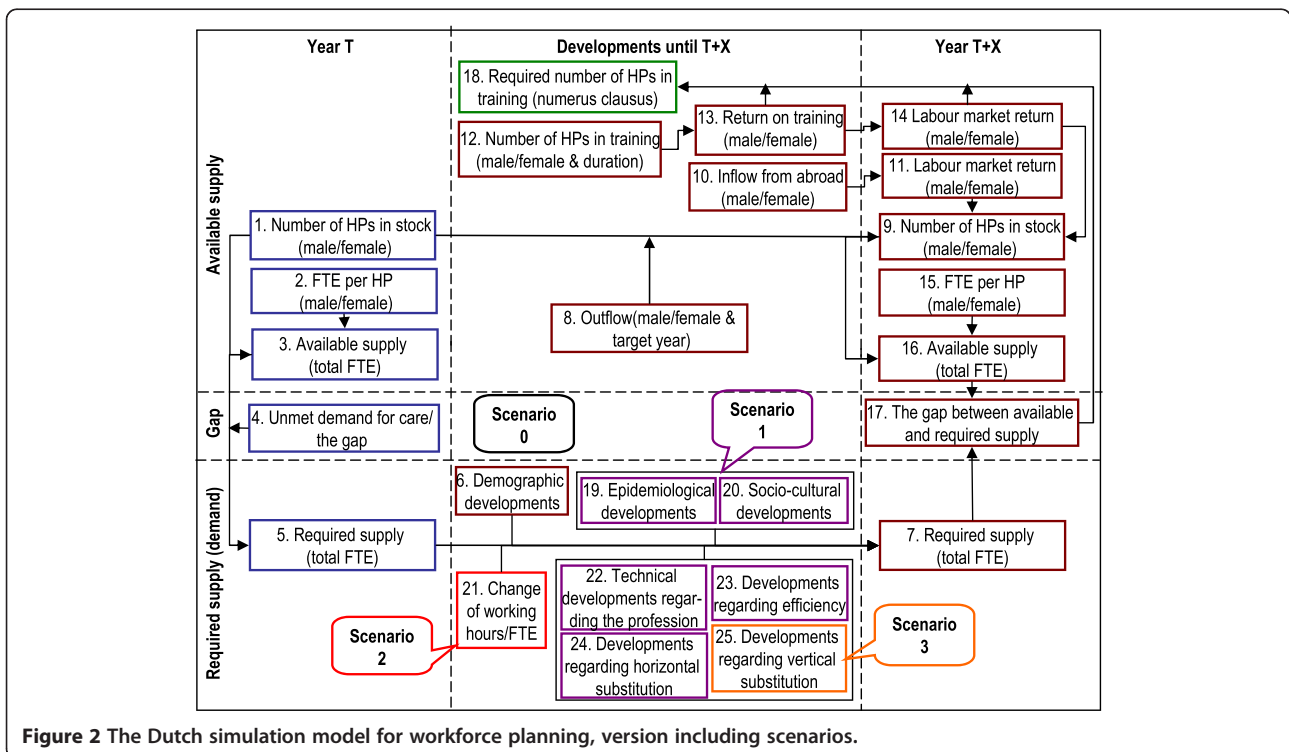 Year T
Developments until T+X
Year T+X
Available supply
Gap
Required supply (demand)
18. Required number of HPs in
training (numerus clausus)
12. Number of HPs in training
(male/female & duration)
13. Return on training
(male/female)
14 Labour market return
(male/female)
10. Inflow from abroad
(male/female)
11. Labour market return
(male/female)
1. Number of HPs in stock
(male/female)
9. Number of HPs in stock
(male/female)
2. FTE per HP
(male/female)
15. FTE per HP
(male/female)
8. Outflow(male/female &
target year)
3. Available supply
(total FTE)
16. Available supply
(total FTE)
4. Unmet demand for care/
the gap
Scenario
0
Scenario
1
17. The gap between available
and required supply
6. Demographic
developments
19. Epidemiological
developments
20. Socio-cultural
developments
5. Required supply
(total FTE)
7. Required supply
(total FTE)
21. Change
of working
hours/FTE
22. Technical
developments regar-
ding the profession
23. Developments
regarding efficiency
24. Developments
regarding horizontal
substitution
25. Developments
regarding vertical
substitution
Scenario
2
Scenario
3
Figure 2 The Dutch simulation model for workforce planning, version including scenarios.